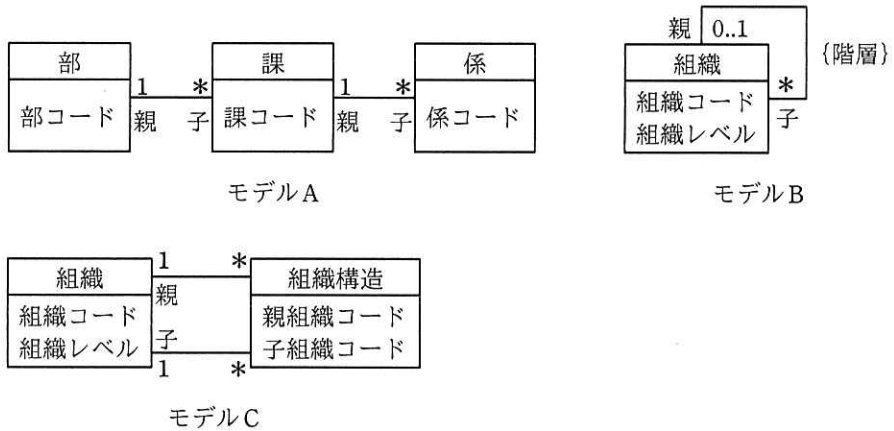 部
1
*
課
1
*
係
部コード
親
子
課コード
親
子
係コード
モデルA
親
0..1
{階層}
組織
*
組織コード
子
組織レベル
モデルB
組織
1
*
組織構造
親
組織コード
親組織コード
子
組織レベル
子組織コード
1
*
モデルC